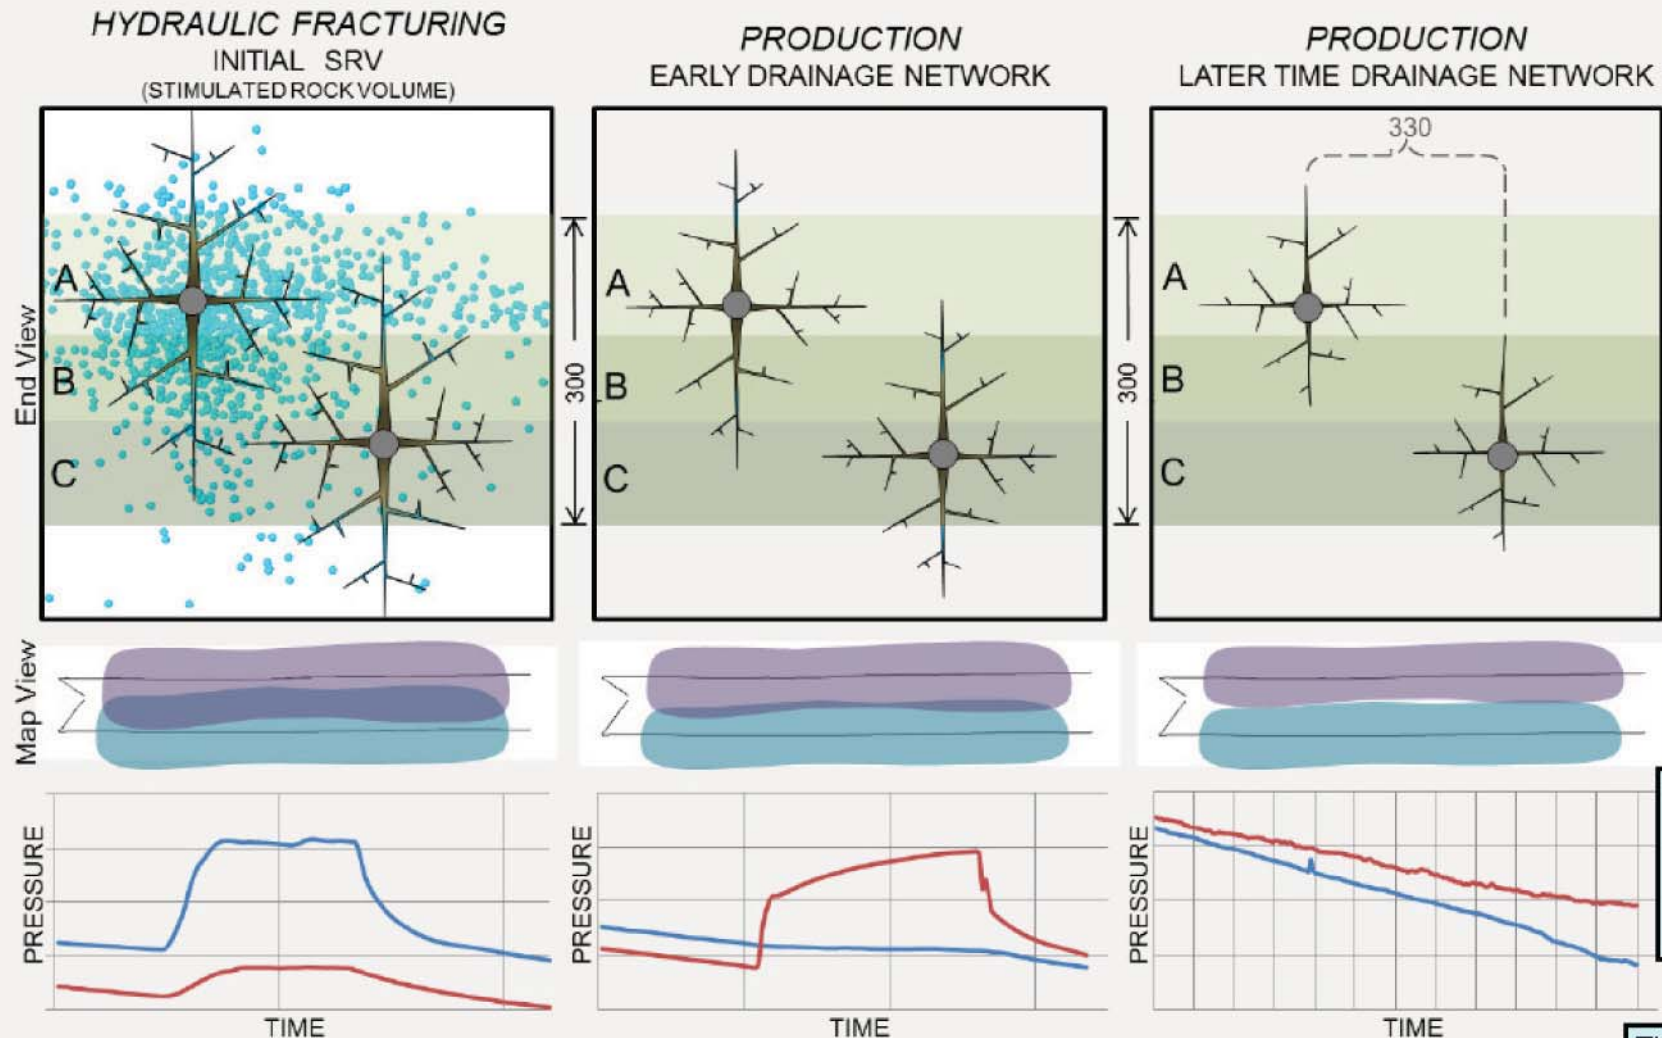 HYDRAULIC FRACTURING
INITIAL SRV
(STIMULATED ROCK VOLUME)
PRODUCTION
EARLY DRAINAGE NETWORK
PRODUCTION
LATER TIME DRAINAGE NETWORK
End View
A
B
C
300
A
B
C
300
330
A
B
C
Map View
PRESSURE
TIME
PRESSURE
TIME
PRESSURE
TIME